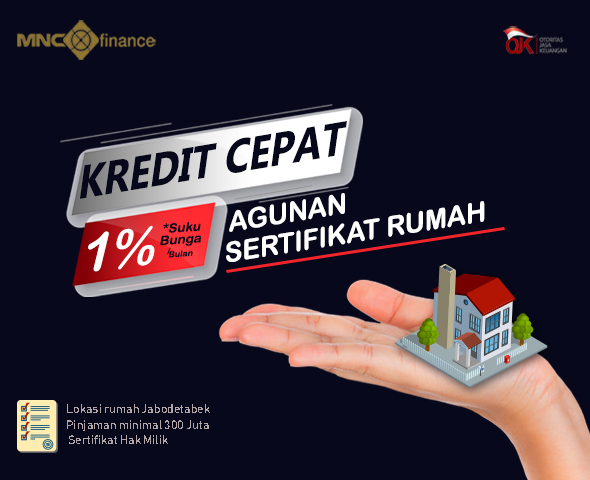 MNC finance
OTORITAS
JASA
KEUANGAN
KREDIT CEPAT
1% *Suku
Bunga
/Bulan
AGUNAN
SERTIFIKAT RUMAH
Lokasi rumah Jabodetabek
Pinjaman minimal 300 Juta
Sertifikat Hak Milik